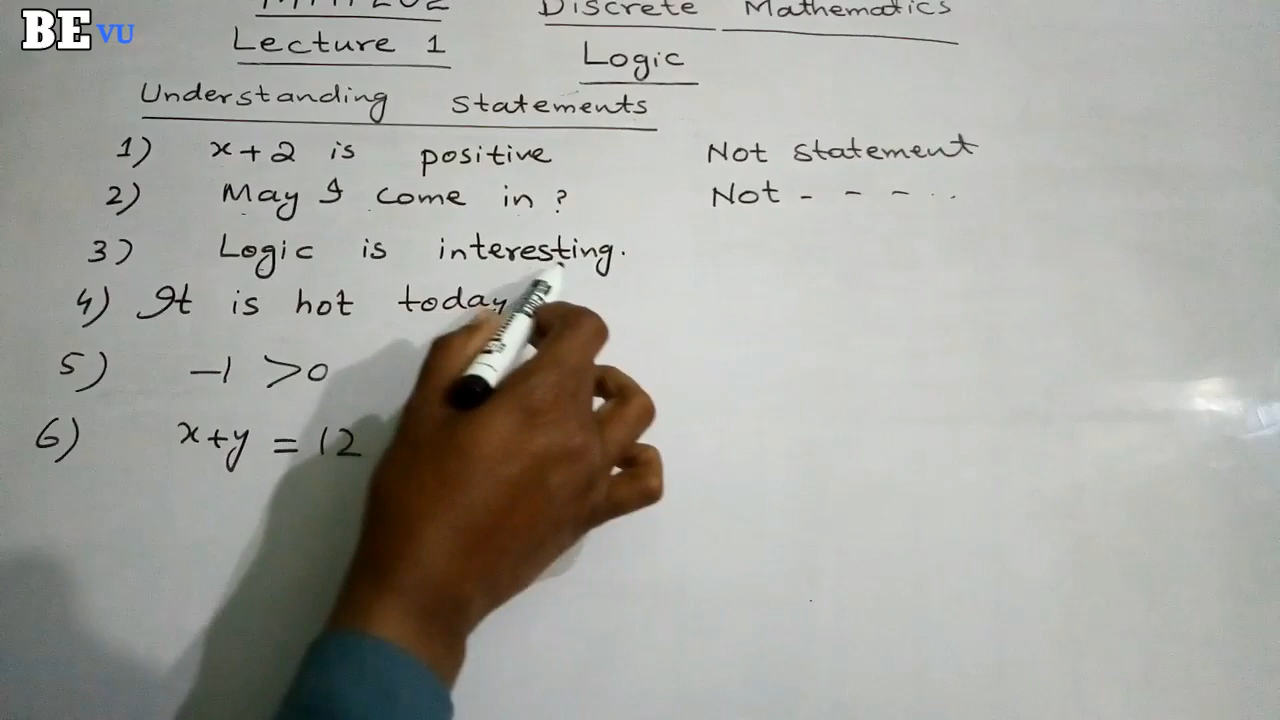 BE VU
Discrete Mathematics
Lecture 1 Logic
Understanding Statements
1) x+2 is positive Not statement
2) May I come in? Not - - - ..
3) Logic is interesting.
4) It is hot today
5) -1 >0
6) x+y = 12